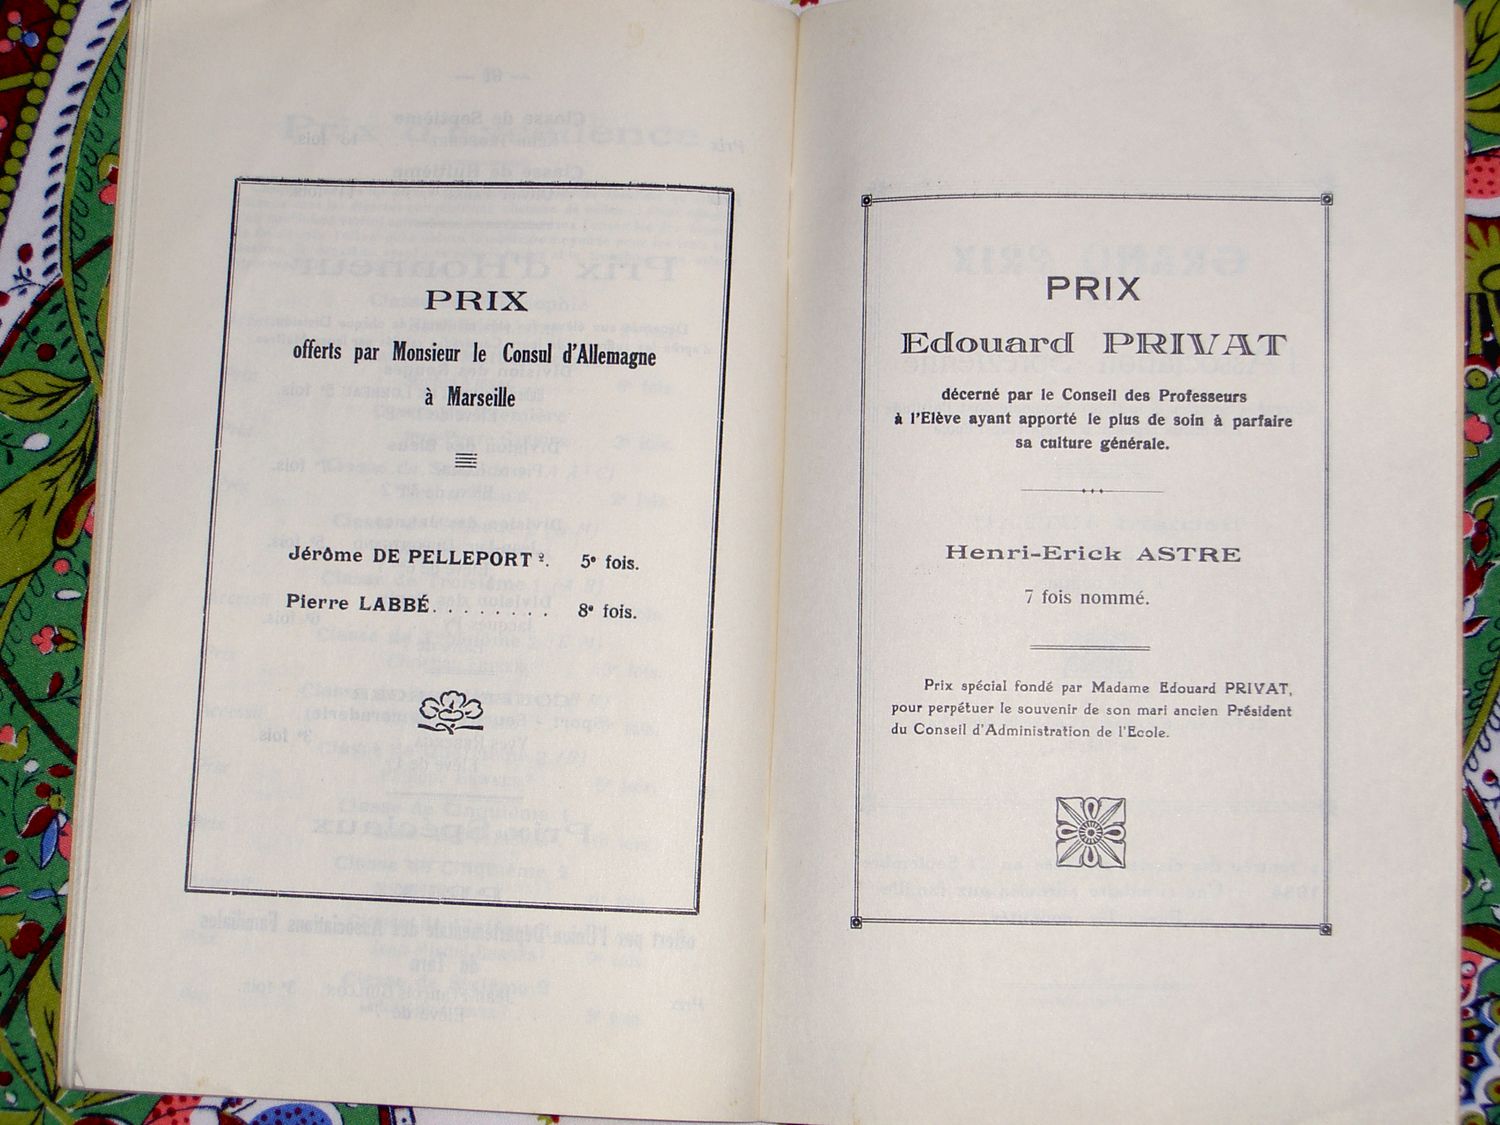 PRIX
offerts par Monsieur le Consul d'Allemagne
à Marseille
Jérôme DE PELLEPORT 2. 5e fois.
Pierre LABBÉ. . . . . . . . 8e fois.
PRIX
Edouard PRIVAT
décerné par le Conseil des Professeurs
à l'Elève ayant apporté le plus de soin à parfaire
sa culture générale.
Henri-Erick ASTRE
7 fois nommé.
Prix spécial fondé par Madame Edouard PRIVAT,
pour perpétuer le souvenir de son mari ancien Président
du Conseil d'Administration de l'Ecole.